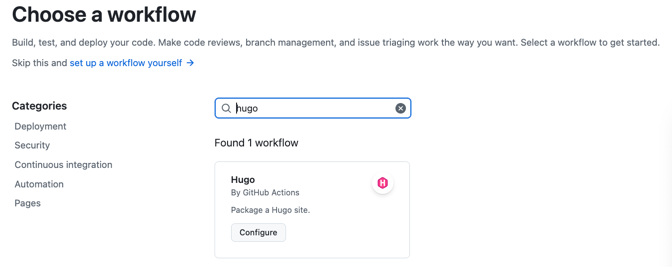 Choose a workflow
Build, test, and deploy your code. Make code reviews, branch management, and issue triaging work the way you want. Select a workflow to get started.
Skip this and set up a workflow yourself →
Categories
Deployment
Security
Continuous integration
Automation
Pages
hugo
Found 1 workflow
Hugo
By GitHub Actions
Package a Hugo site.
Configure